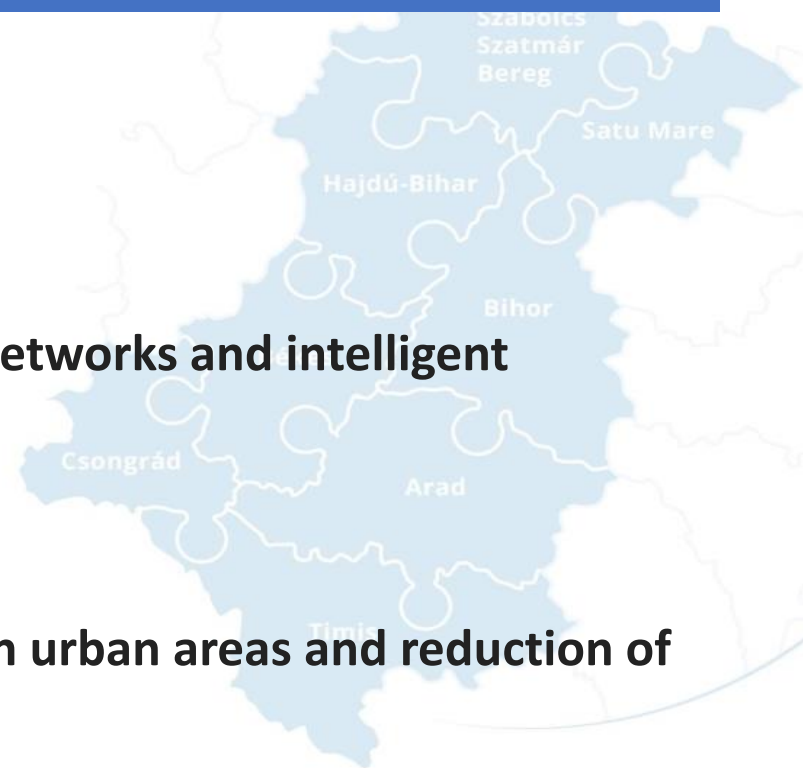 Szabolcs
Szatmár
Bereg
Satu Mare
Hajdú-Bihar
Bihor
etworks and intelligent
Csongrád
Arad
Timis
n urban areas and reduction of